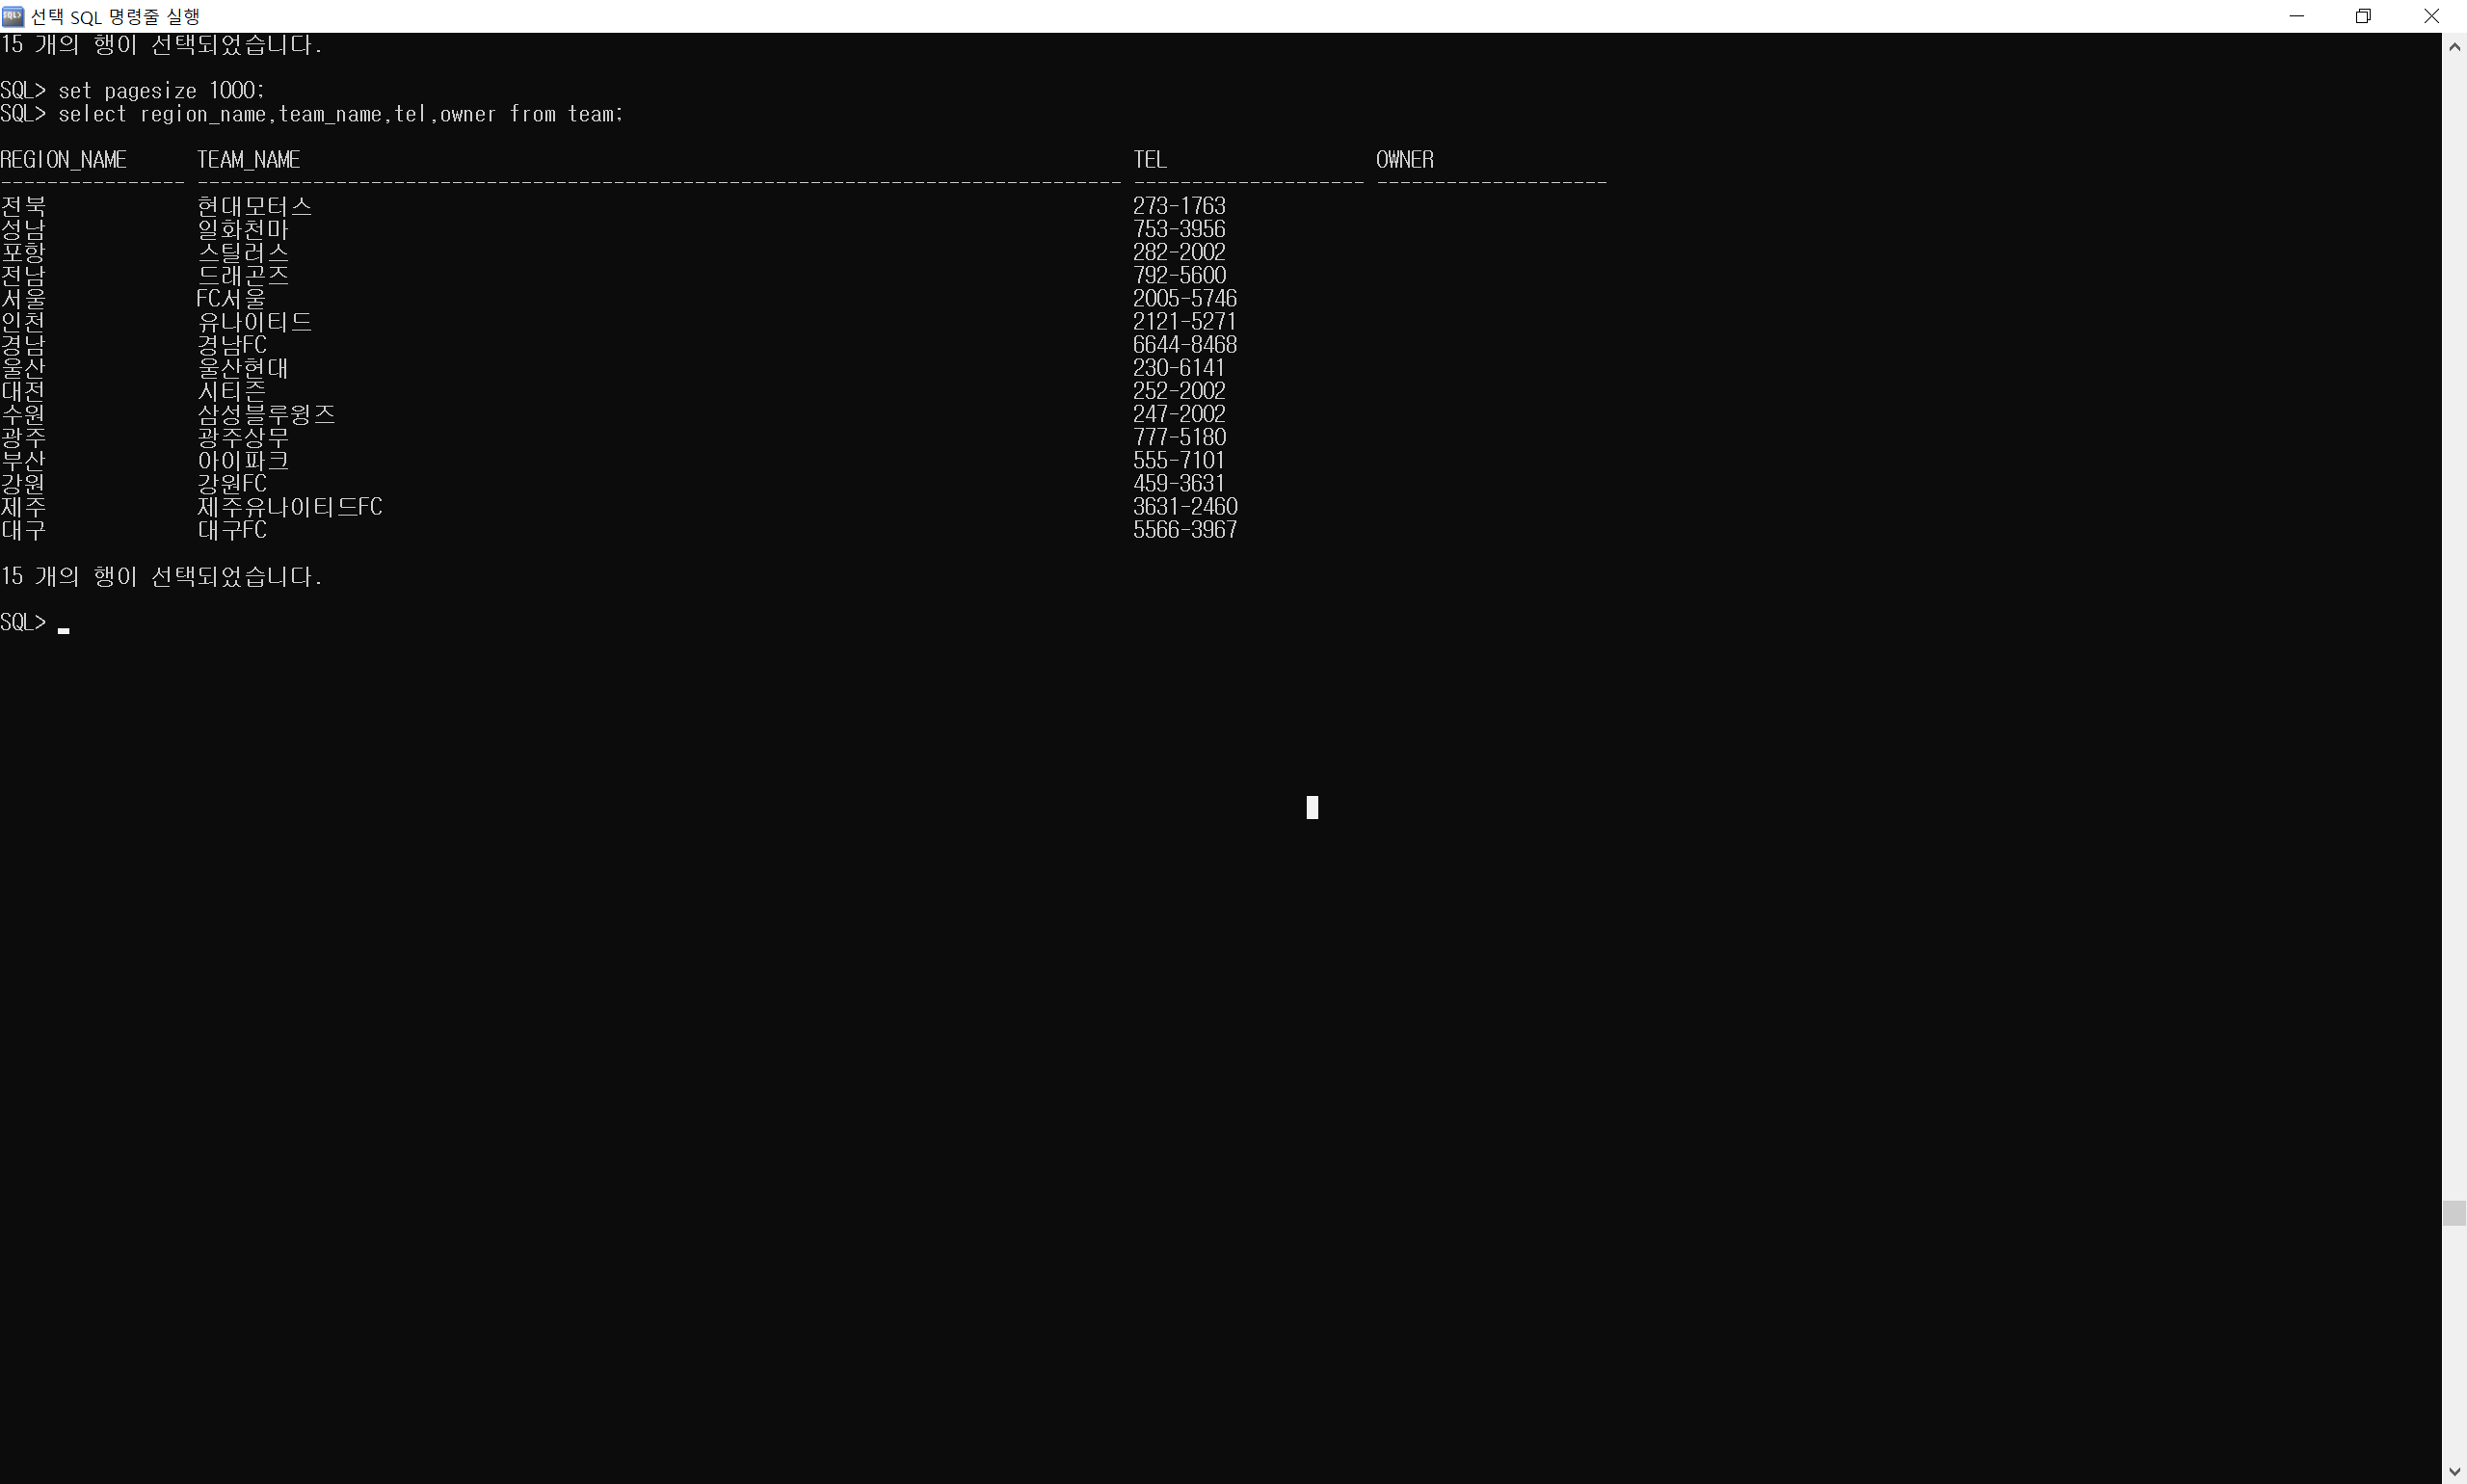 선택 SQL 명령줄 실행
15 개의 행이 선택되었습니다.
SQL> set pagesize 1000;
SQL> select region_name,team_name,tel,owner from team;
REGION_NAME TEAM_NAME TEL OWNER
---------------- -------------------------------------------------------------------------------- -------------------- --------------------
전북 현대모터스 273-1763
성남 일화천마 753-3956
포항 스틸러스 282-2002
전남 드래곤즈 792-5600
서울 FC서울 2005-5746
인천 유나이티드 2121-5271
경남 경남FC 6644-8468
울산 울산현대 230-6141
대전 시티즌 252-2002
수원 삼성블루윙즈 247-2002
광주 광주상무 777-5180
부산 아이파크 555-7101
강원 강원FC 459-3631
제주 제주유나이티드FC 3631-2460
대구 대구FC 5566-3967
15 개의 행이 선택되었습니다.
SQL>